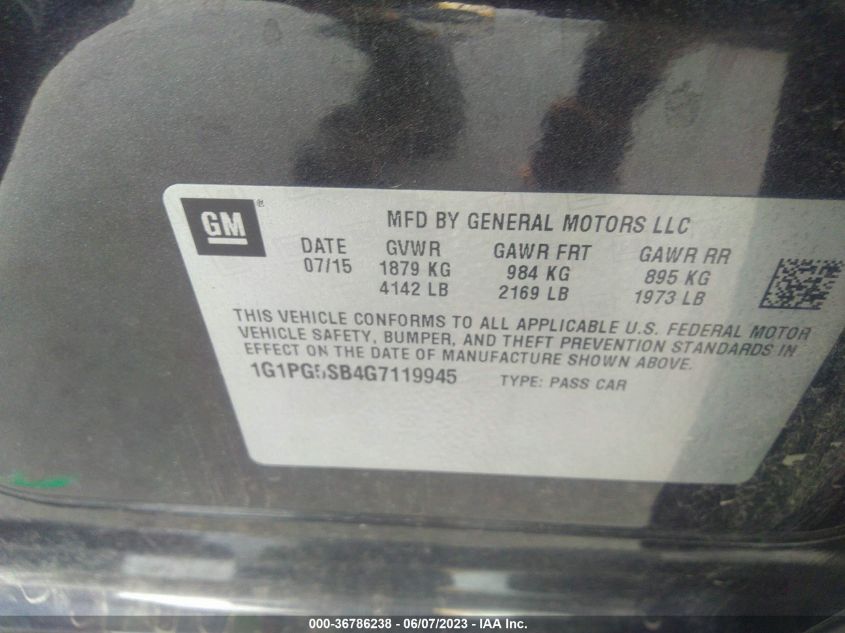 GM ®
MFD BY GENERAL MOTORS LLC
DATE GVWR GAWR FRT GAWR RR
07/15 1879 KG 984 KG 895 KG
4142 LB 2169 LB 1973 LB
THIS VEHICLE CONFORMS TO ALL APPLICABLE U.S. FEDERAL MOTOR
VEHICLE SAFETY, BUMPER, AND THEFT PREVENTION STANDARDS IN
EFFECT ON THE DATE OF MANUFACTURE SHOWN ABOVE.
1G1PG5SB4G7119945 TYPE: PASS CAR
000-36786238 - 06/07/2023 - IAA Inc.